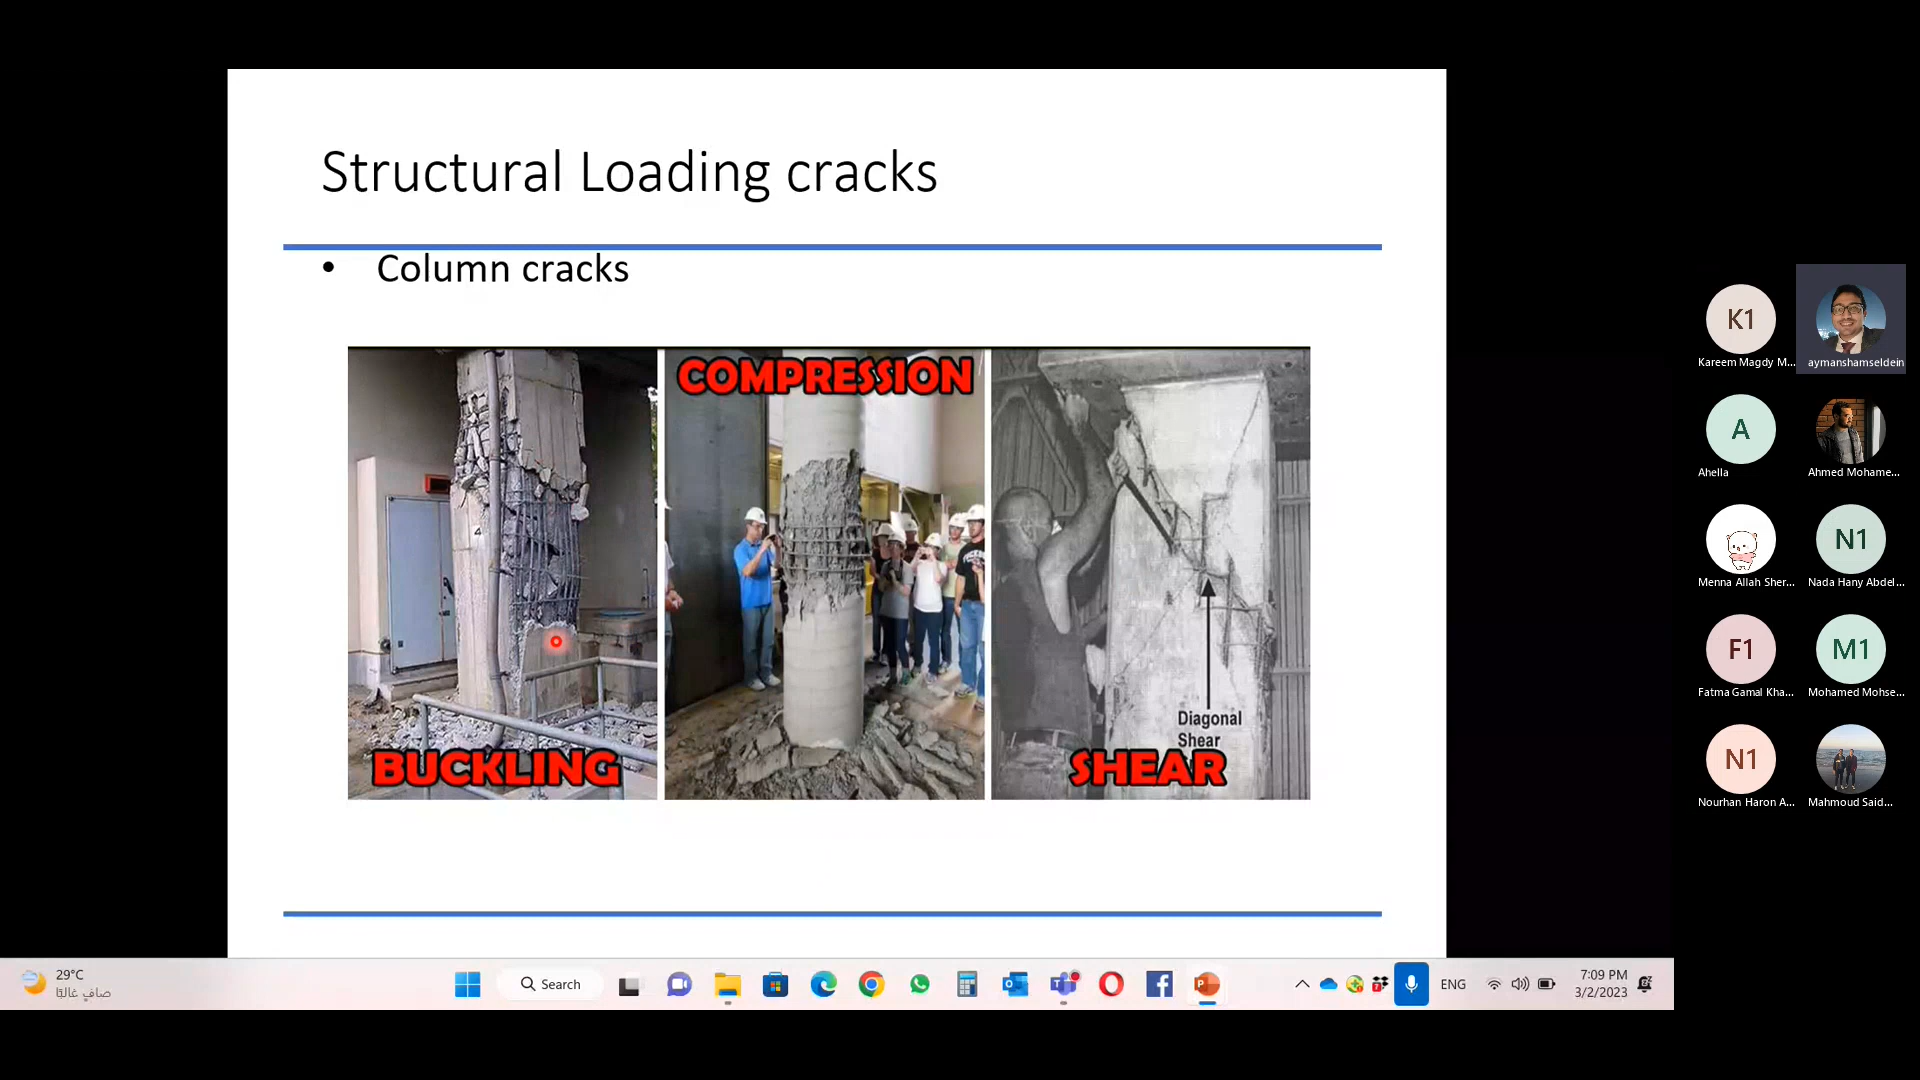 Structural Loading cracks
• Column cracks
COMPRESSION
BUCKLING
Diagonal
Shear
SHEAR
4
K1
Kareem Magdy M...
aymanshamseldein
A
Ahella
Ahmed Mohame...
Menna Allah Sher...
N1
Nada Hany Abdel...
F1
Fatma Gamal Kha...
M1
Mohamed Mohse...
N1
Nourhan Haron A...
Mahmoud Said...
29°C
صافٍ غالبًا
Search
ENG
7:09 PM
3/2/2023